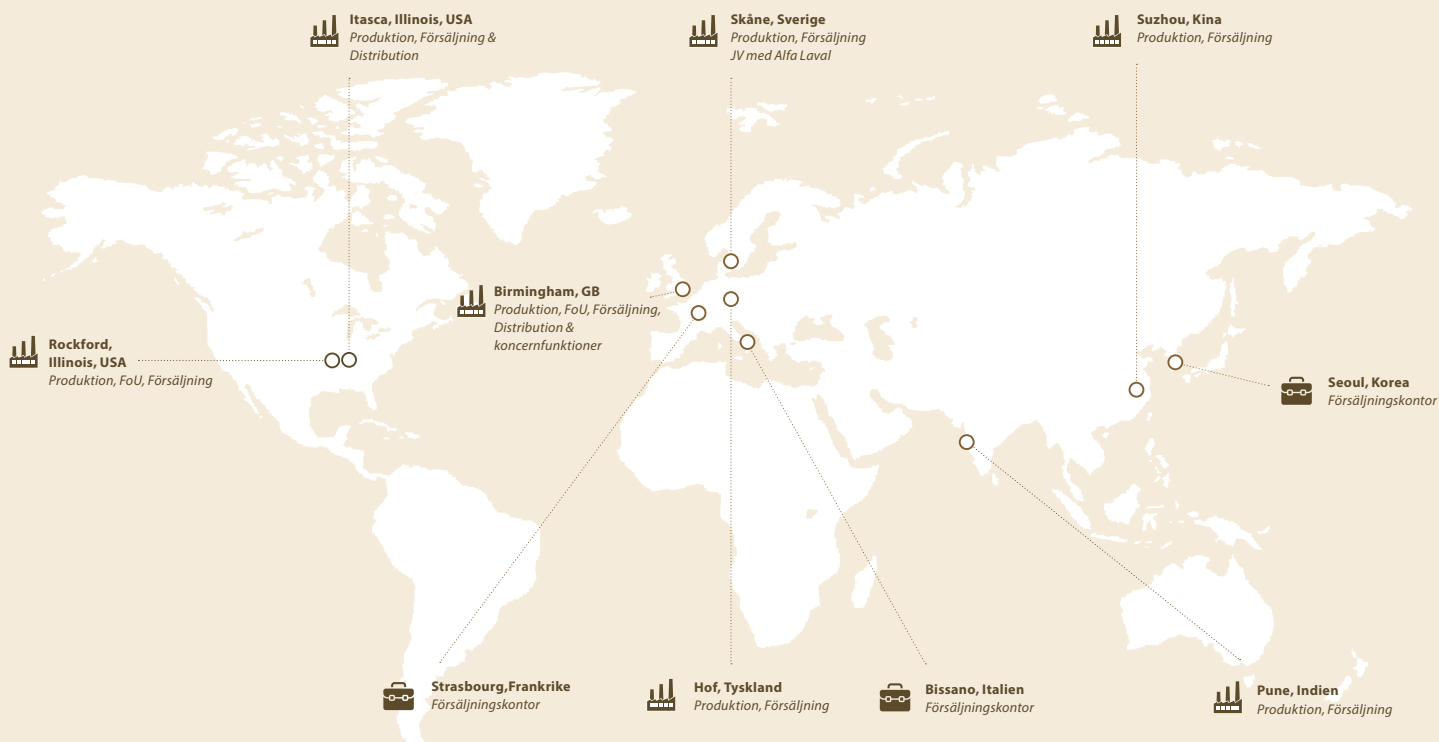 Itasca, Illinois, USA
Produktion, Försäljning &
Distribution
Skåne, Sverige
Produktion, Försäljning
JV med Alfa Laval
Suzhou, Kina
Produktion, Försäljning
Birmingham, GB
Produktion, FoU, Försäljning,
Distribution &
koncernfunktioner
Rockford,
Illinois, USA
Produktion, FoU, Försäljning
Seoul, Korea
Försäljningskontor
Strasbourg,Frankrike
Försäljningskontor
Hof, Tyskland
Produktion, Försäljning
Bissano, Italien
Försäljningskontor
Pune, Indien
Produktion, Försäljning